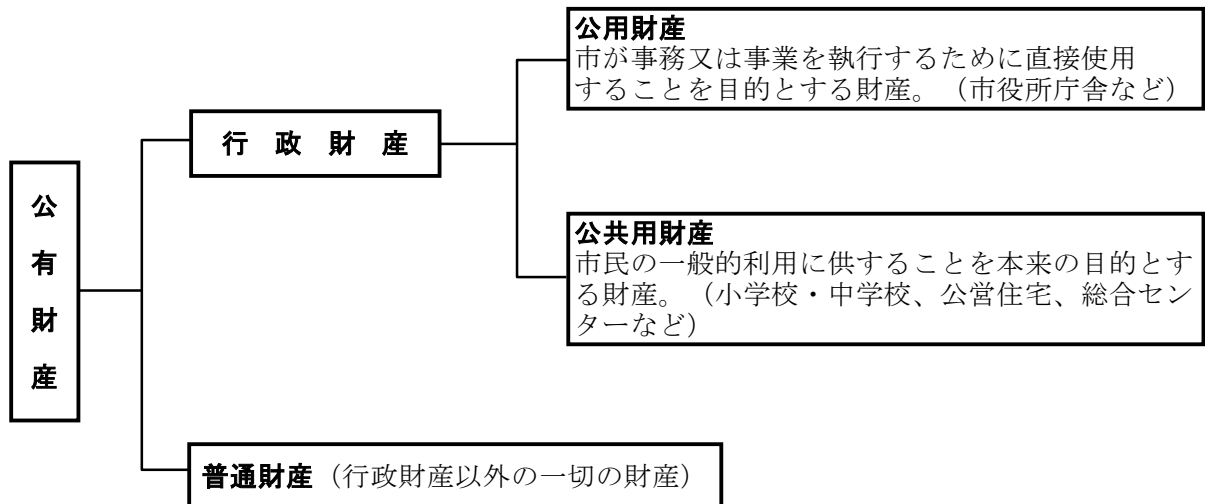 公有財産
行政財産
公用財産
市が事務又は事業を執行するために直接使用
することを目的とする財産。（市役所庁舎など）
公共用財産
市民の一般的利用に供することを本来の目的とす
る財産。（小学校・中学校、公営住宅、総合セン
ターなど）
普通財産（行政財産以外の一切の財産）